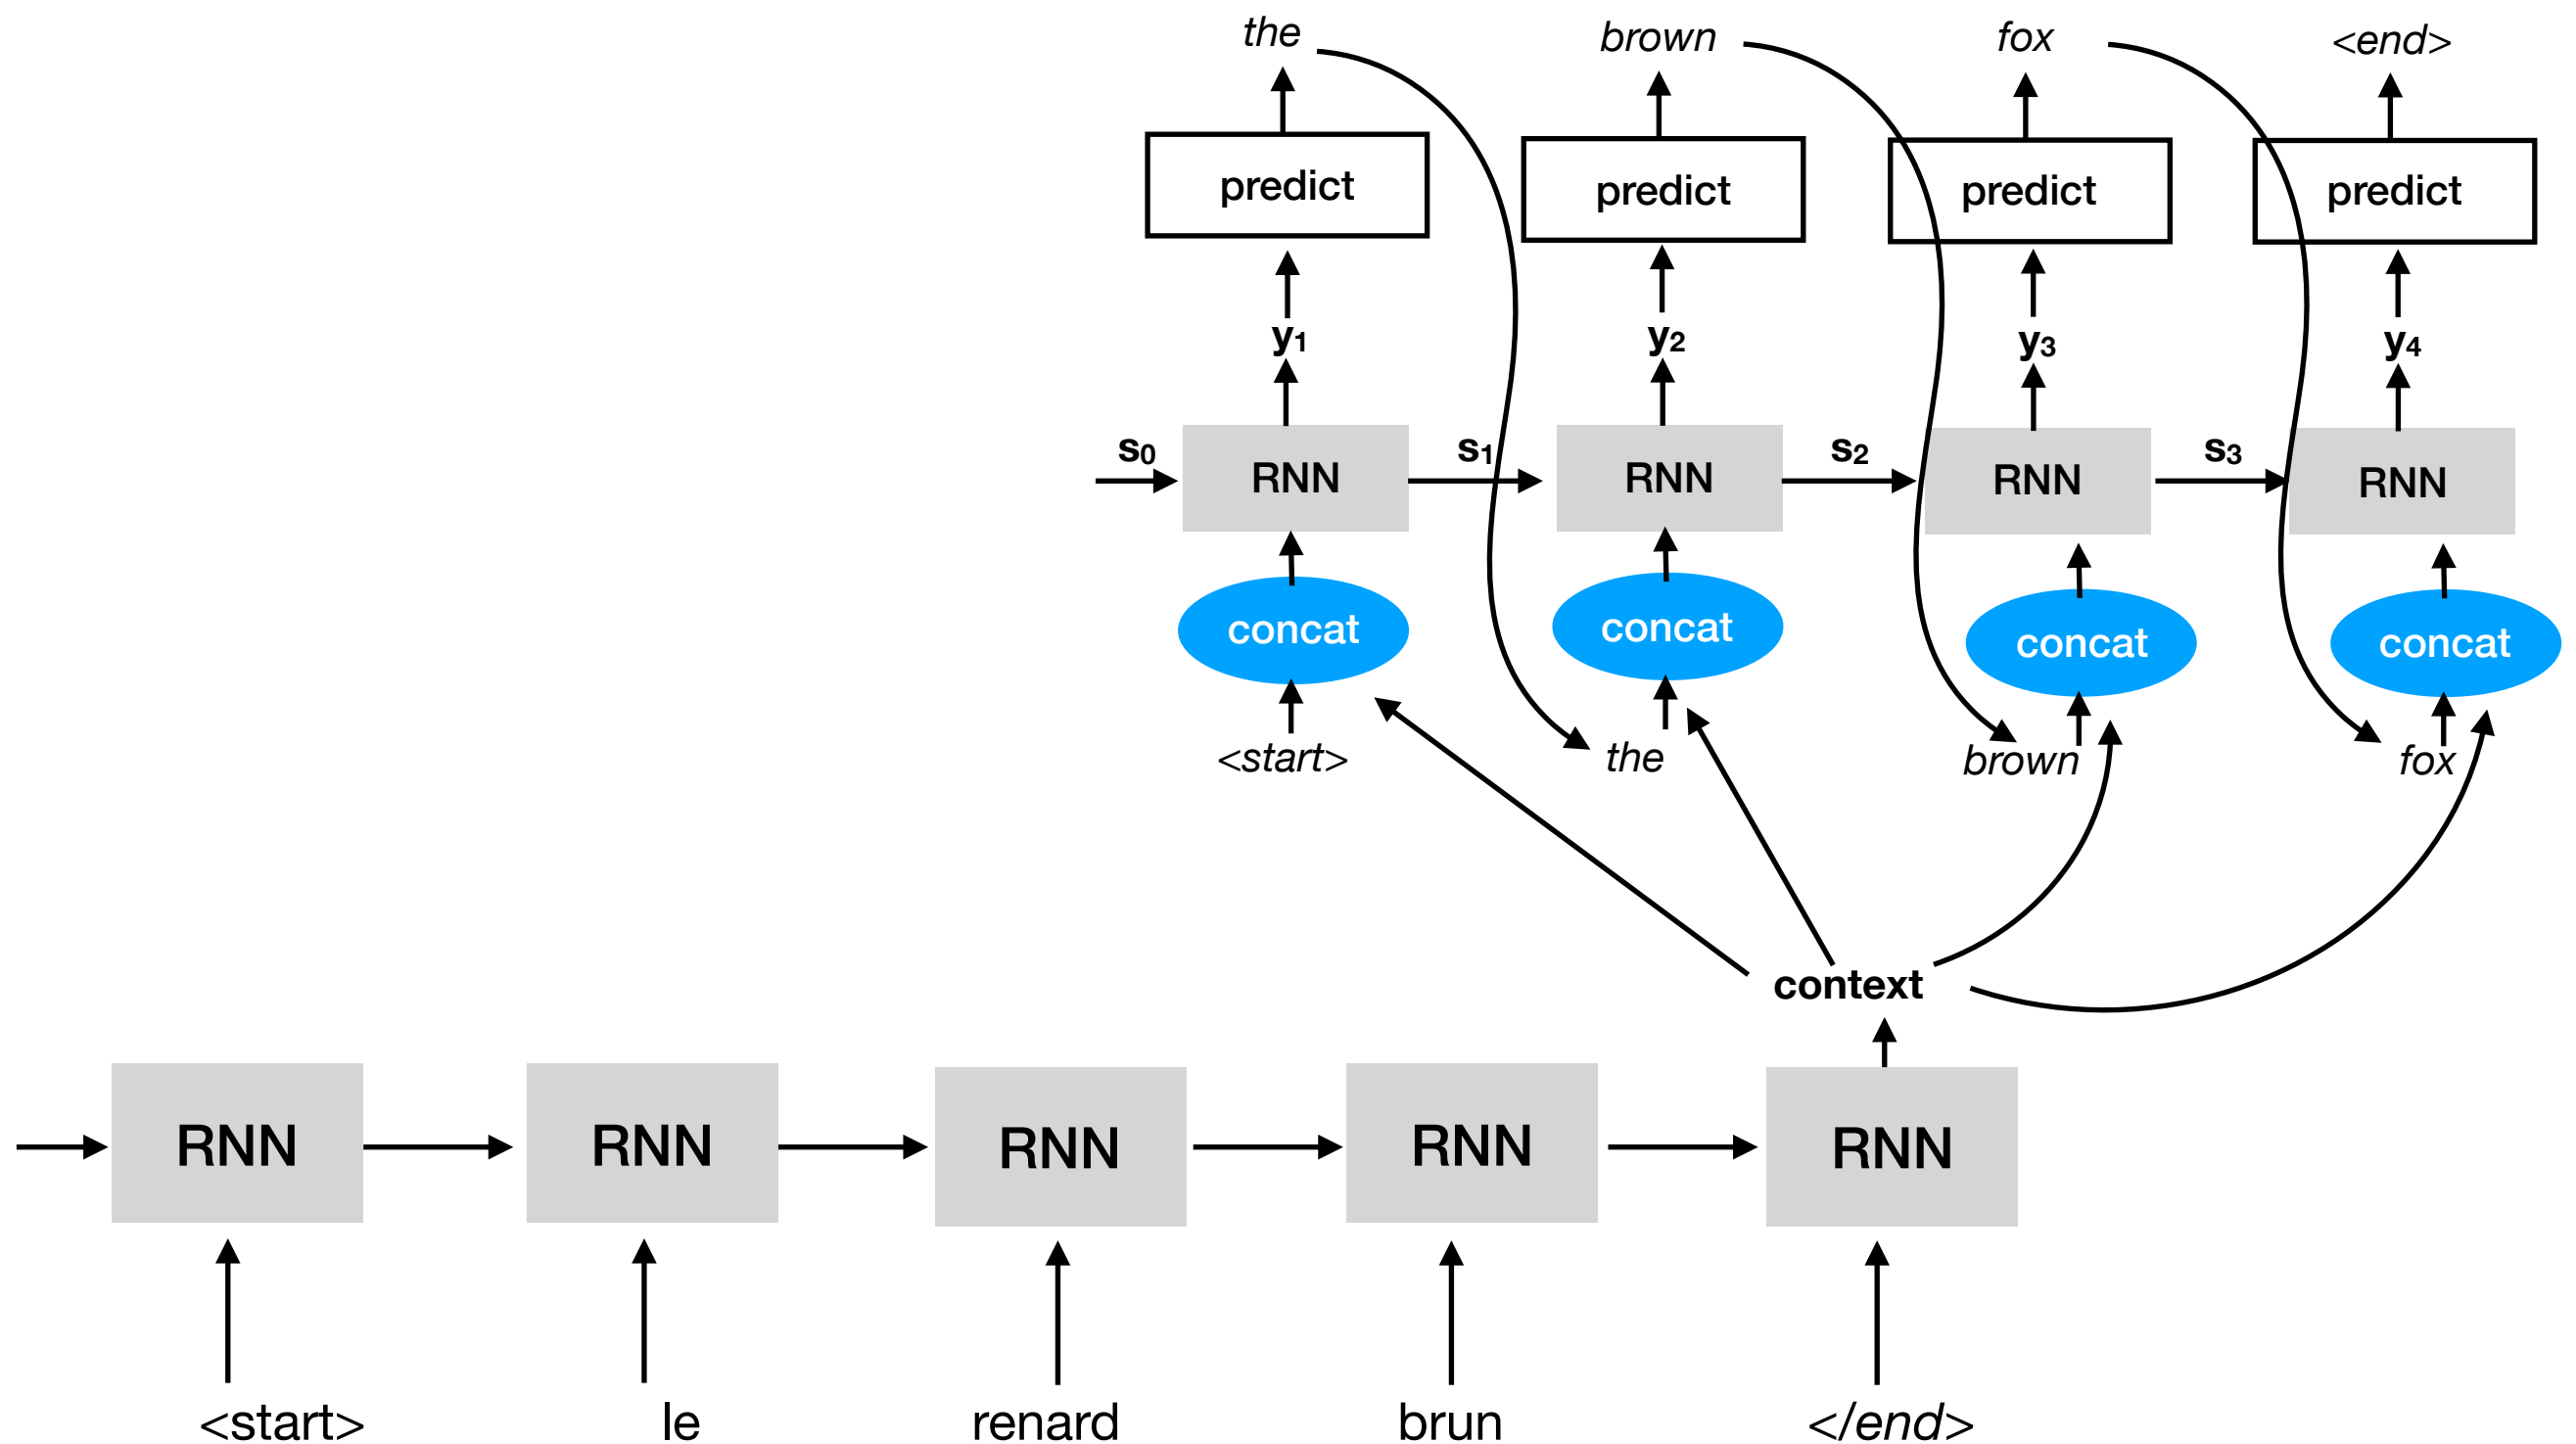 the brown fox <end>
predict predict predict predict
y1 y2 y3 y4
s0 s1 s2 s3
RNN RNN RNN RNN
concat concat concat concat
<start> the brown fox
context
RNN RNN RNN RNN RNN
<start> le renard brun </end>